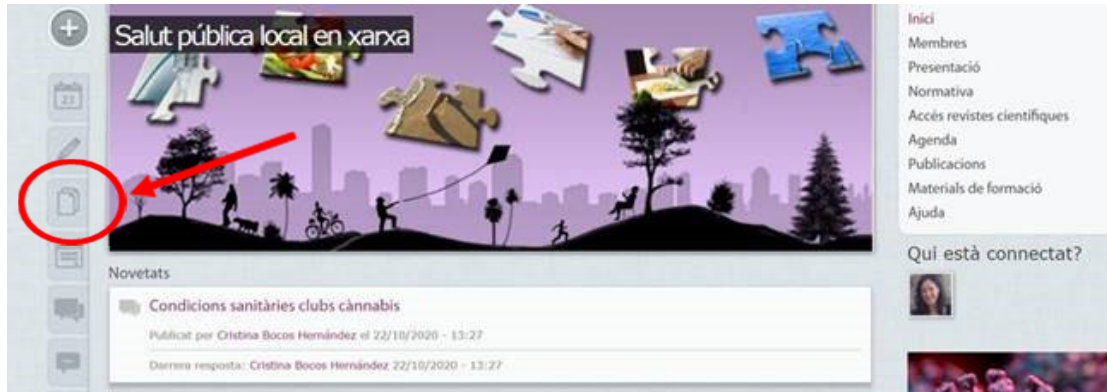 Salut pública local en xarxa
23
Novetats
Condicions sanitàries clubs cànnabis
Publicat per Cristina Bocos Hernández el 22/10/2020 - 13:27
Darrera resposta: Cristina Bocos Hernández 22/10/2020 - 13:27
Inici
Membres
Presentació
Normativa
Accés revistes científiques
Agenda
Publicacions
Materials de formació
Ajuda
Qui està connectat?